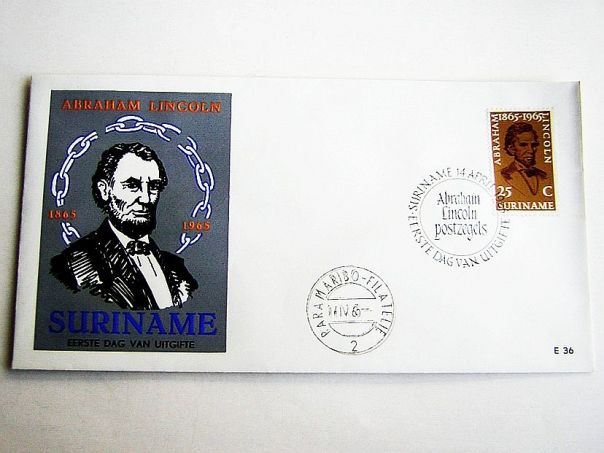 ABRAHAM LINCOLN
1865
1965
SURINAME
EERSTE DAG VAN UITGIFTE
PARAMARIBO-FILATELIE
2
SURINAME 14 APRIL
Abraham
Lincoln
postzegels
EERSTE DAG VAN UITGIFTE
1865-1965
ABRAHAM
LINCOLN
25 C
SURINAME
E 36